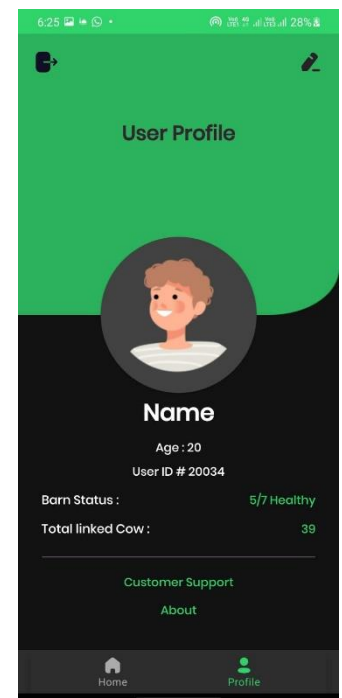 6:25 28%
User Profile
Name
Age : 20
User ID # 20034
Barn Status : 5/7 Healthy
Total linked Cow : 39
Customer Support
About
Home Profile